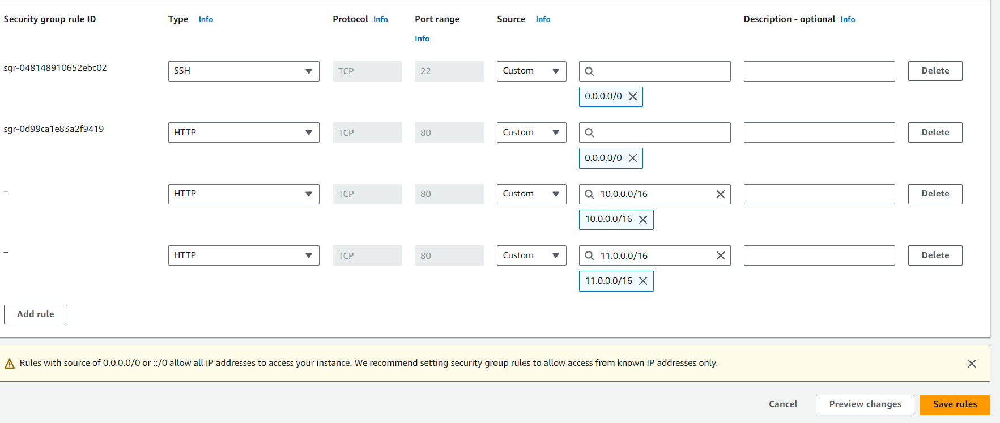 Security group rule ID
Type Info
Protocol Info
Port range
Info
Source Info
Description - optional Info
sgr-048148910652ebc02
SSH
TCP
22
Custom
0.0.0.0/0
Delete
sgr-0d99ca1e83a2f9419
HTTP
TCP
80
Custom
0.0.0.0/0
Delete
–
HTTP
TCP
80
Custom
10.0.0.0/16
10.0.0.0/16
Delete
–
HTTP
TCP
80
Custom
11.0.0.0/16
11.0.0.0/16
Delete
Add rule
Rules with source of 0.0.0.0/0 or ::/0 allow all IP addresses to access your instance. We recommend setting security group rules to allow access from known IP addresses only.
Cancel
Preview changes
Save rules